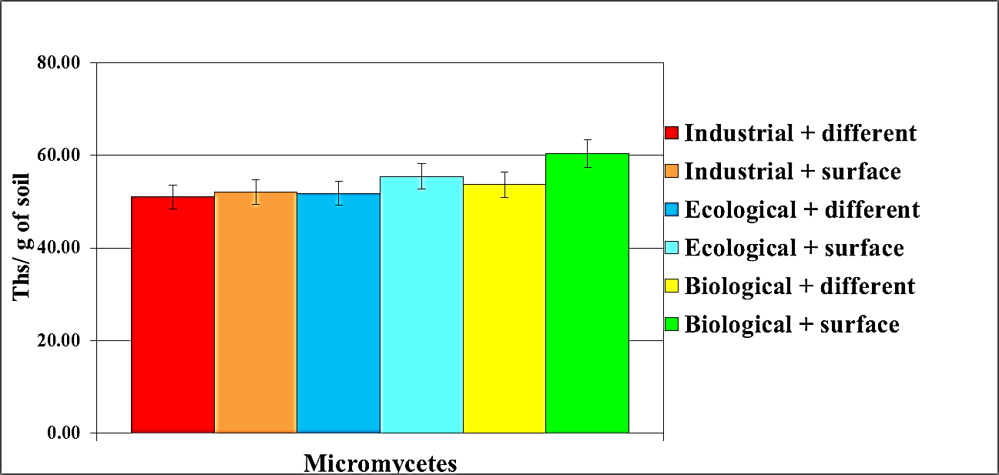 80.00
60.00
40.00
20.00
0.00
Ths/ g of soil
Micromycetes
Industrial + different
Industrial + surface
Ecological + different
Ecological + surface
Biological + different
Biological + surface